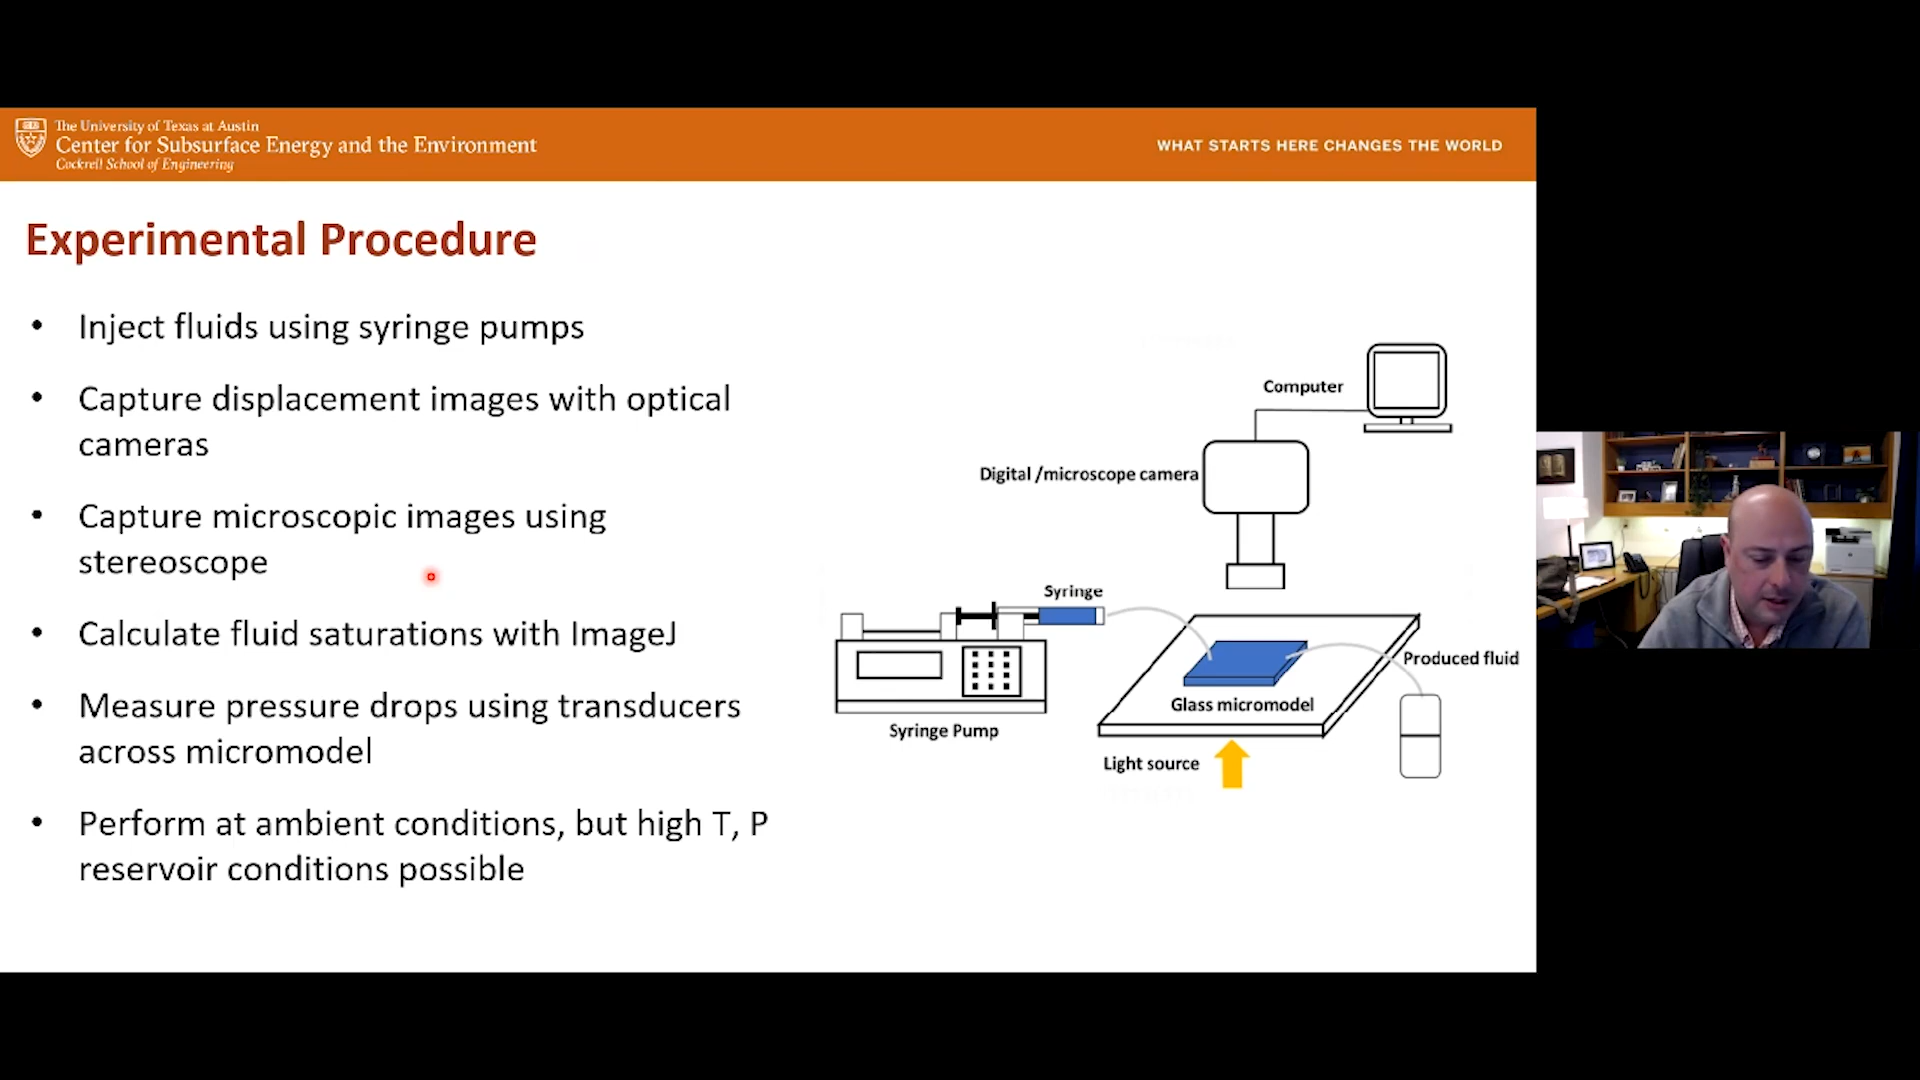 The University of Texas at Austin
Center for Subsurface Energy and the Environment
Cockrell School of Engineering
WHAT STARTS HERE CHANGES THE WORLD
Experimental Procedure
• Inject fluids using syringe pumps
• Capture displacement images with optical
cameras
• Capture microscopic images using
stereoscope
• Calculate fluid saturations with ImageJ
• Measure pressure drops using transducers
across micromodel
• Perform at ambient conditions, but high T, P
reservoir conditions possible
Computer
Digital /microscope camera
Syringe
Produced fluid
Glass micromodel
Syringe Pump
Light source